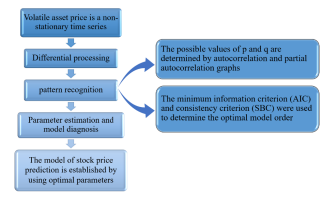 Volatile asset price is a non-
stationary time series
Differential processing
pattern recognition
Parameter estimation and
model diagnosis
The model of stock price
prediction is established by
using optimal parameters
The possible values of p and q are
determined by autocorrelation and partial
autocorrelation graphs
The minimum information criterion (AIC)
and consistency criterion (SBC) were used
to determine the optimal model order